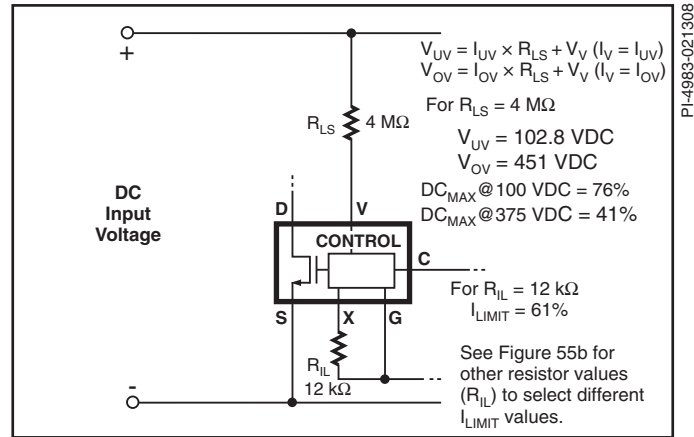 PI-4983-021308
+
V_UV = I_UV × R_LS + V_V (I_V = I_UV)
V_OV = I_OV × R_LS + V_V (I_V = I_OV)
For R_LS = 4 MΩ
R_LS
4 MΩ
V_UV = 102.8 VDC
V_OV = 451 VDC
DC_MAX @100 VDC = 76%
DC_MAX @375 VDC = 41%
DC
Input
Voltage
D
V
CONTROL
C
For R_IL = 12 kΩ
I_LIMIT = 61%
S
X
G
R_IL
12 kΩ
See Figure 55b for
other resistor values
(R_IL) to select different
I_LIMIT values.
-